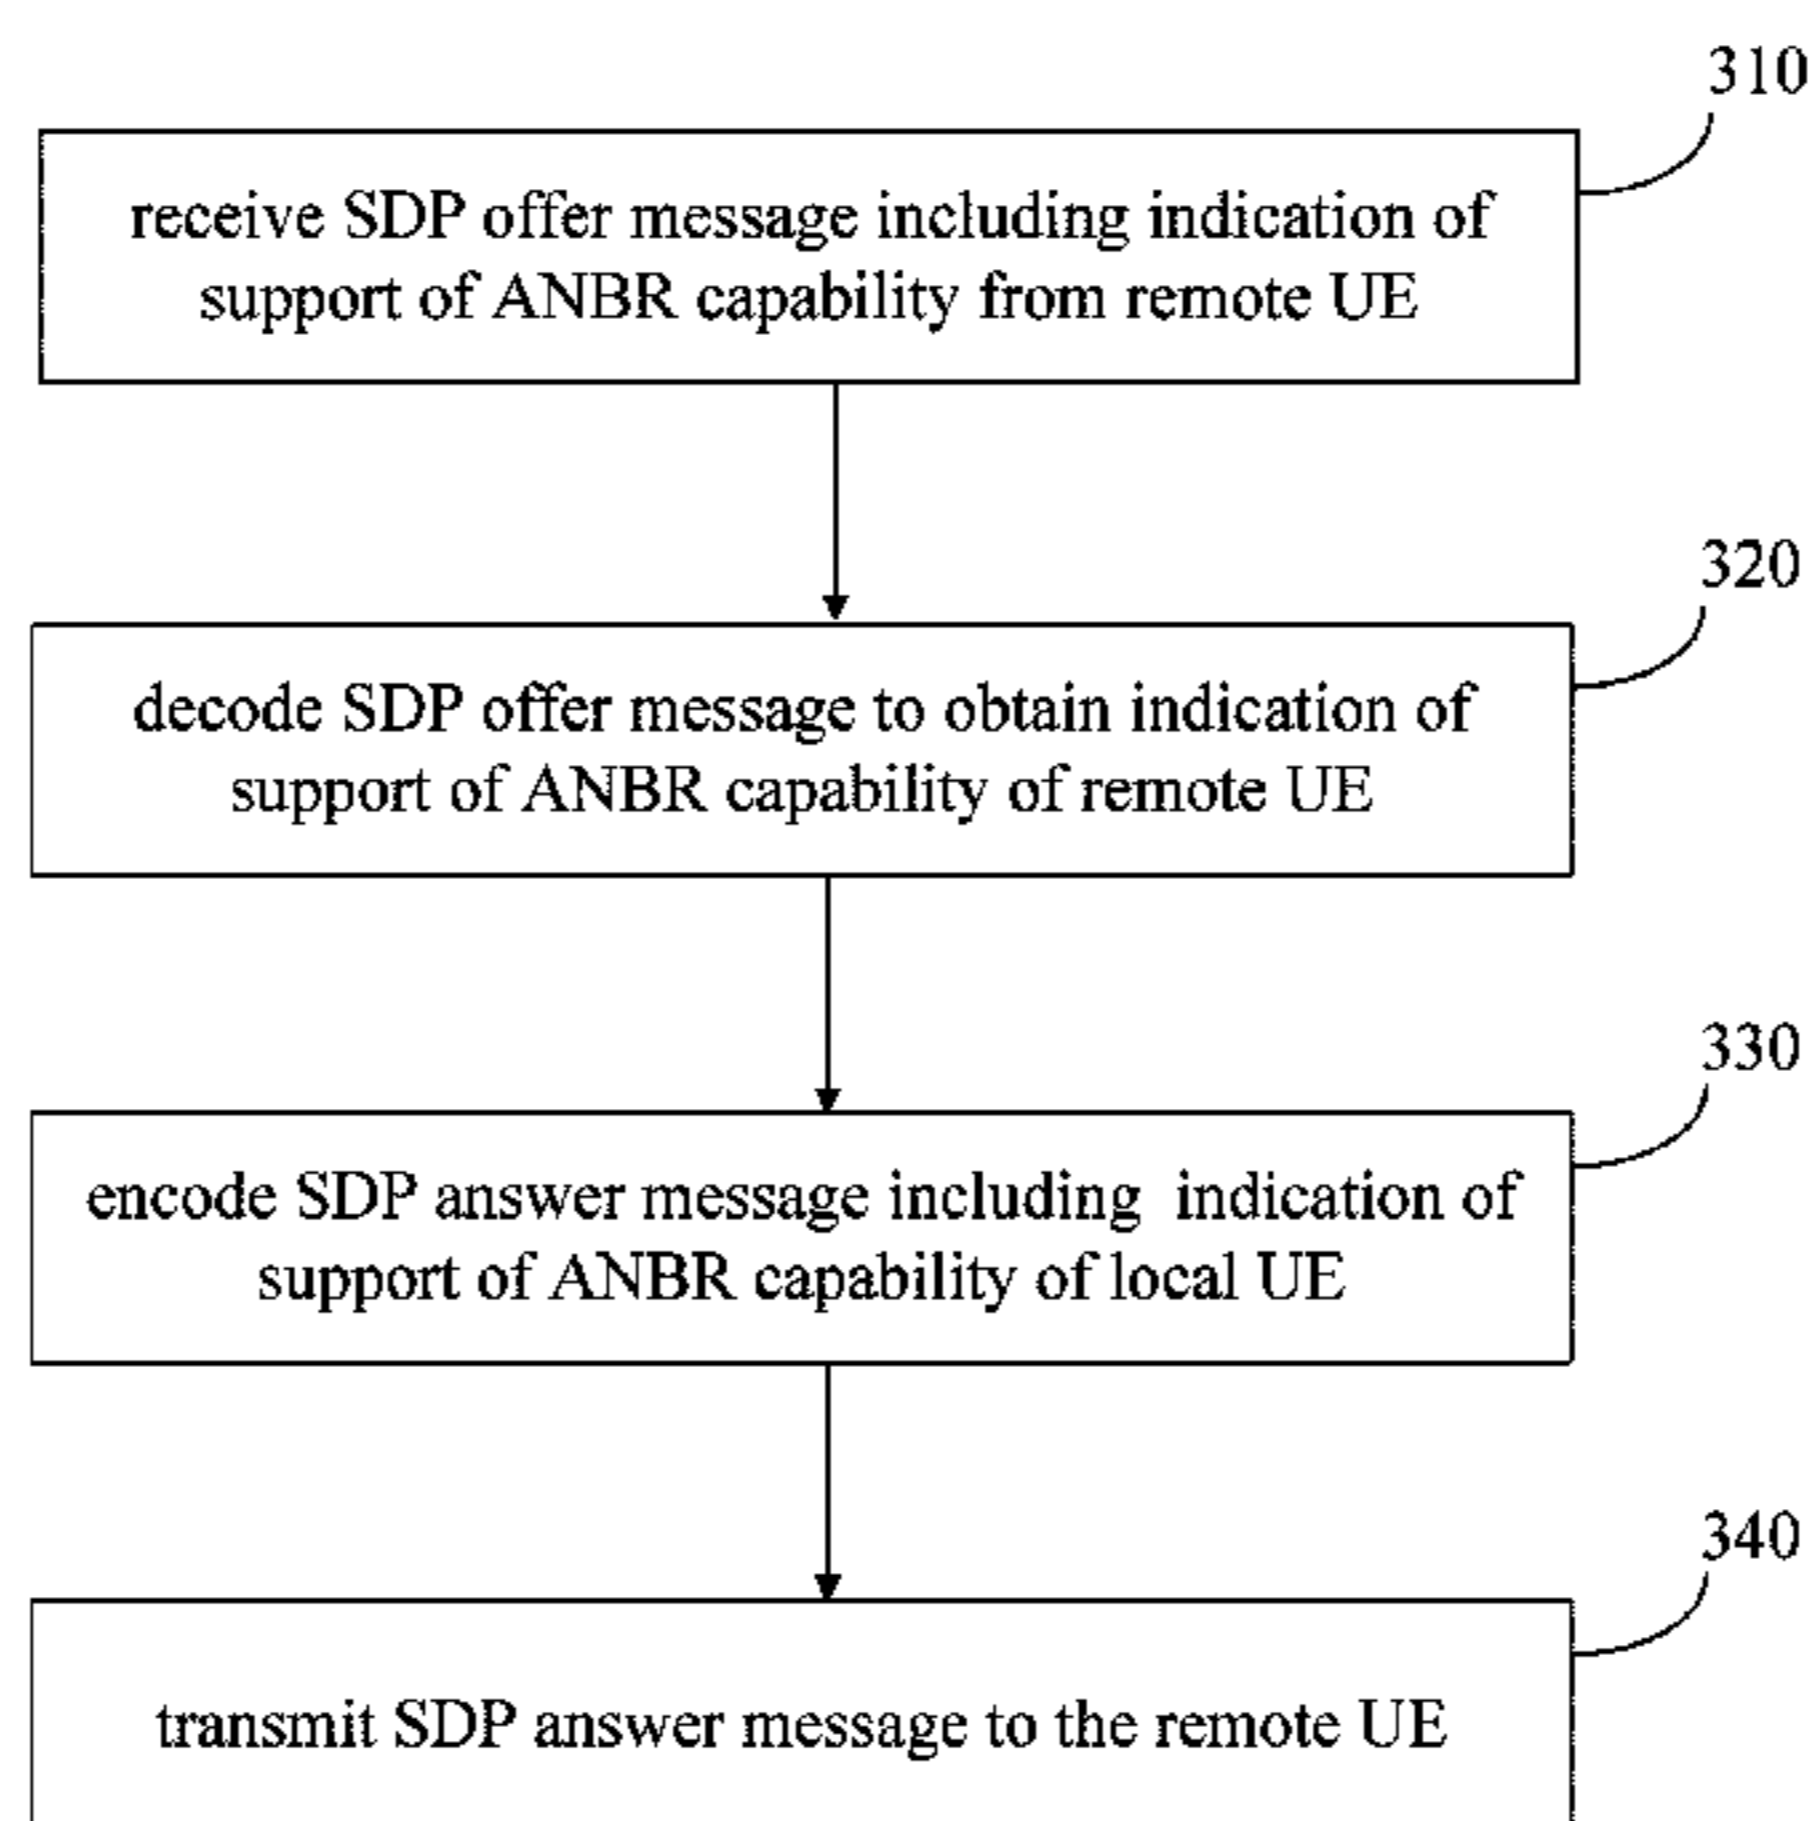 310
receive SDP offer message including indication of
support of ANBR capability from remote UE
320
decode SDP offer message to obtain indication of
support of ANBR capability of remote UE
330
encode SDP answer message including indication of
support of ANBR capability of local UE
340
transmit SDP answer message to the remote UE